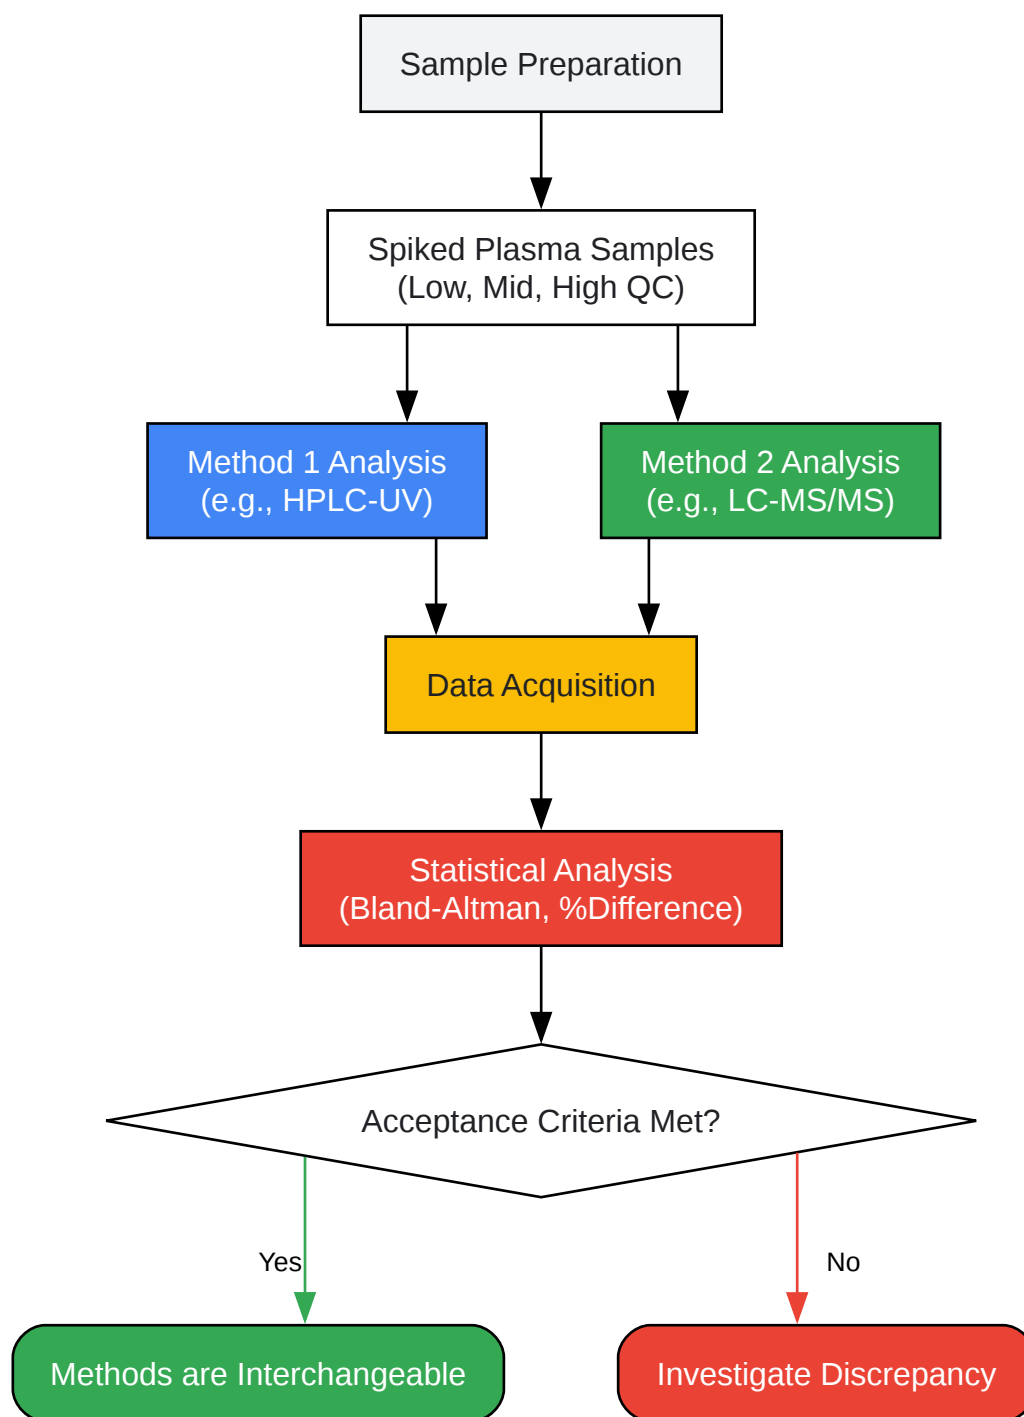 Sample Preparation
Spiked Plasma Samples
(Low, Mid, High QC)
Method 1 Analysis
(e.g., HPLC-UV)
Method 2 Analysis
(e.g., LC-MS/MS)
Data Acquisition
Statistical Analysis
(Bland-Altman, %Difference)
Acceptance Criteria Met?
Yes
No
Methods are Interchangeable
Investigate Discrepancy